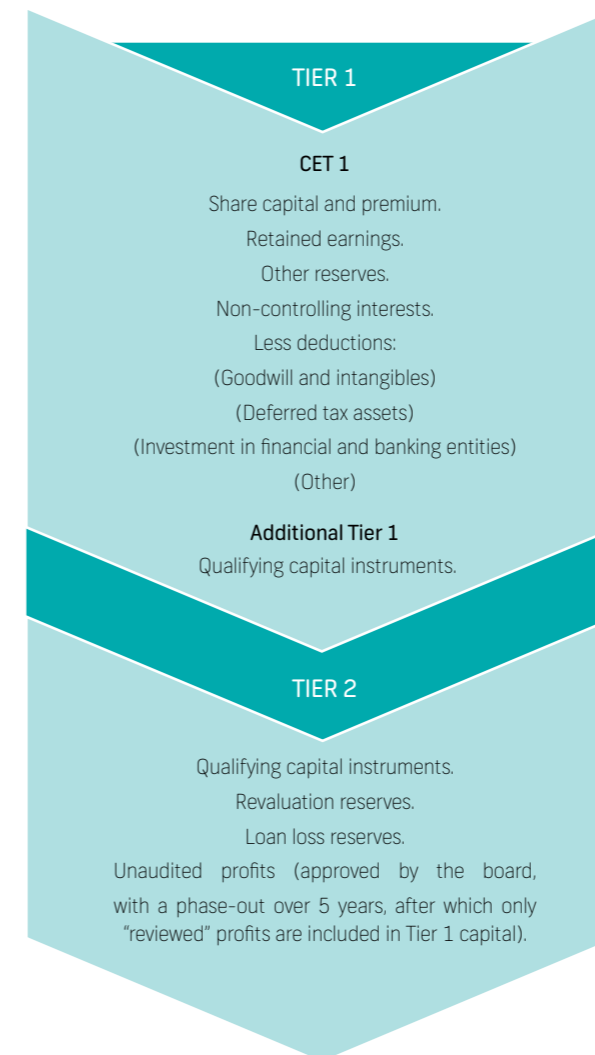 TIER 1
CET 1
Share capital and premium.
Retained earnings.
Other reserves.
Non-controlling interests.
Less deductions:
(Goodwill and intangibles)
(Deferred tax assets)
(Investment in financial and banking entities)
(Other)
Additional Tier 1
Qualifying capital instruments.
TIER 2
Qualifying capital instruments.
Revaluation reserves.
Loan loss reserves.
Unaudited profits (approved by the board,
with a phase-out over 5 years, after which only
“reviewed” profits are included in Tier 1 capital).